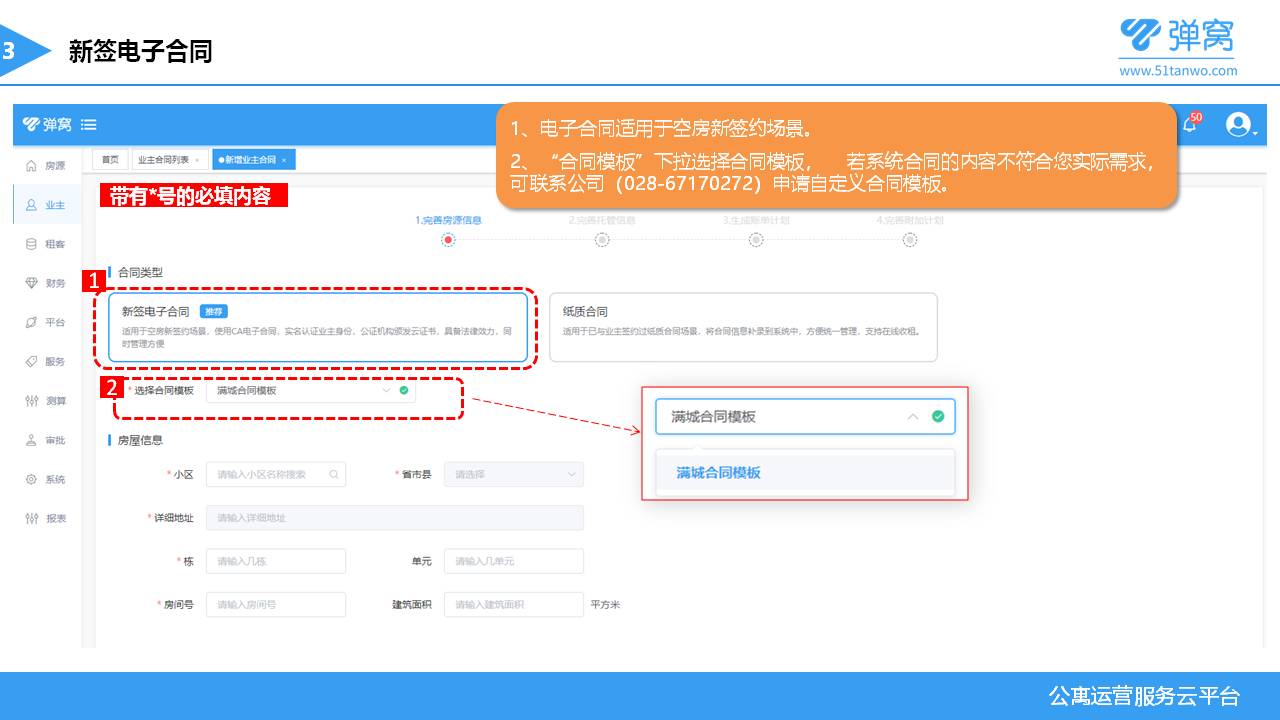 3
新签电子合同
弹窝
www.51tanwo.com
弹窝
50
1、电子合同适用于空房新签约场景。
2、“合同模板”下拉选择合同模板， 若系统合同的内容不符合您实际需求，
可联系公司（028-67170272）申请自定义合同模板。
房源
业主
租客
财务
平台
服务
测算
审批
系统
报表
首页
业主合同列表 ×
●新增业主合同 ×
带有*号的必填内容
1.完善房源信息
2.完善托管信息
3.生成账单计划
4.完善附加计划
合同类型
1
新签电子合同 推荐
适用于空房新签约场景，使用CA电子合同，实名认证业主身份，公证机构颁发云证书，具备法律效力，同
时管理方便
纸质合同
适用于已与业主签约过纸质合同场景，将合同信息补录到系统中，方便统一管理，支持在线收租。
2
*选择合同模板 满城合同模板
满城合同模板
满城合同模板
房屋信息
*小区 请输入小区名称搜索
*省市县 请选择
*详细地址 请输入详细地址
*栋 请输入几栋
单元 请输入几单元
*房间号 请输入房间号
建筑面积 请输入建筑面积 平方米
公寓运营服务云平台